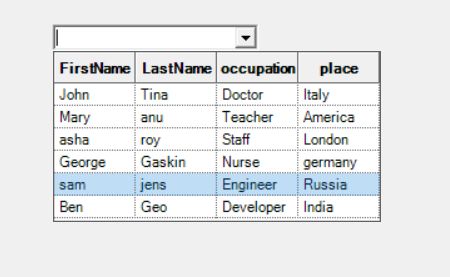 FirstName LastName occupation place
John Tina Doctor Italy
Mary anu Teacher America
asha roy Staff London
George Gaskin Nurse germany
sam jens Engineer Russia
Ben Geo Developer India